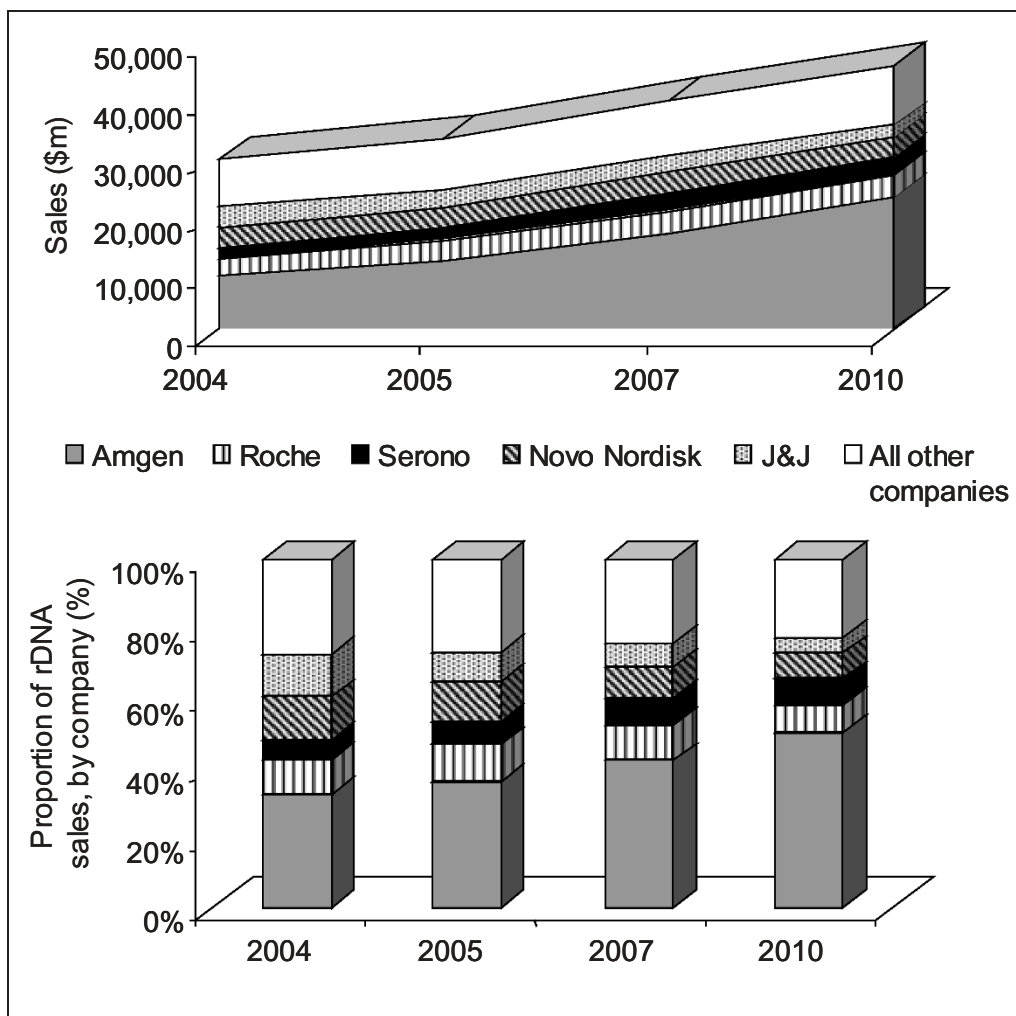 50,000
40,000
30,000
20,000
10,000
0
Sales ($m)
2004 2005 2007 2010
Amgen Roche Serono Novo Nordisk J&J All other
companies
100%
80%
60%
40%
20%
0%
Proportion of rDNA
sales, by company (%)
2004 2005 2007 2010